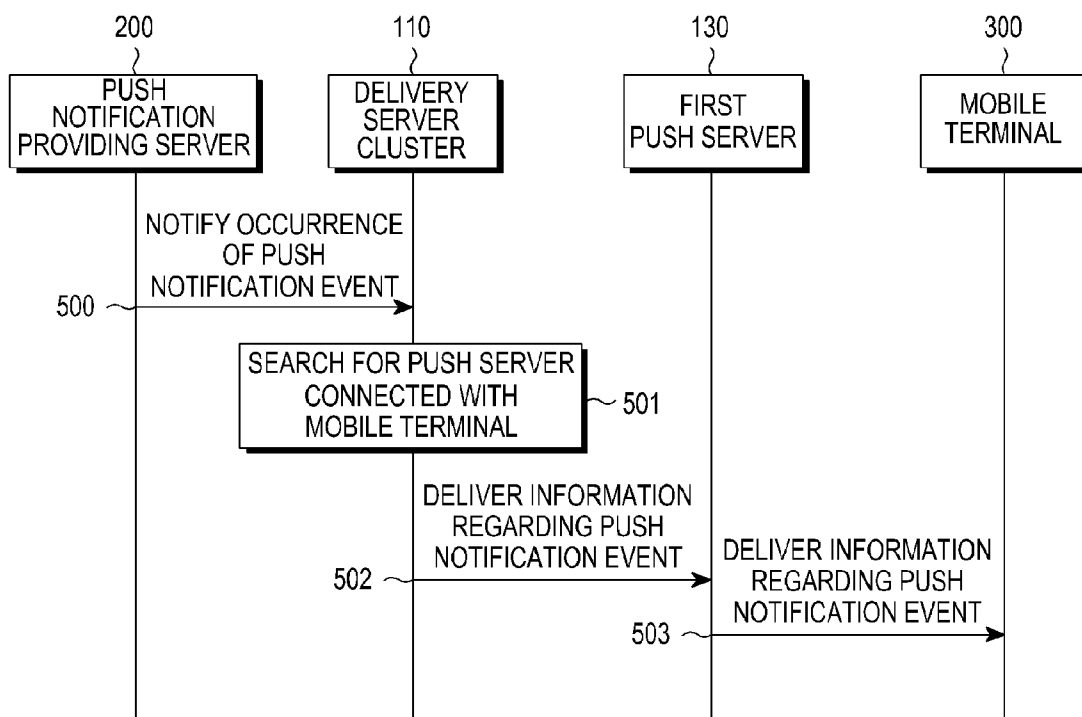 200
110
130
300
PUSH
NOTIFICATION
PROVIDING SERVER
DELIVERY
SERVER
CLUSTER
FIRST
PUSH SERVER
MOBILE
TERMINAL
NOTIFY OCCURRENCE
OF PUSH
NOTIFICATION EVENT
500
SEARCH FOR PUSH SERVER
CONNECTED WITH
MOBILE TERMINAL
501
DELIVER INFORMATION
REGARDING PUSH
NOTIFICATION EVENT
502
DELIVER INFORMATION
REGARDING PUSH
NOTIFICATION EVENT
503